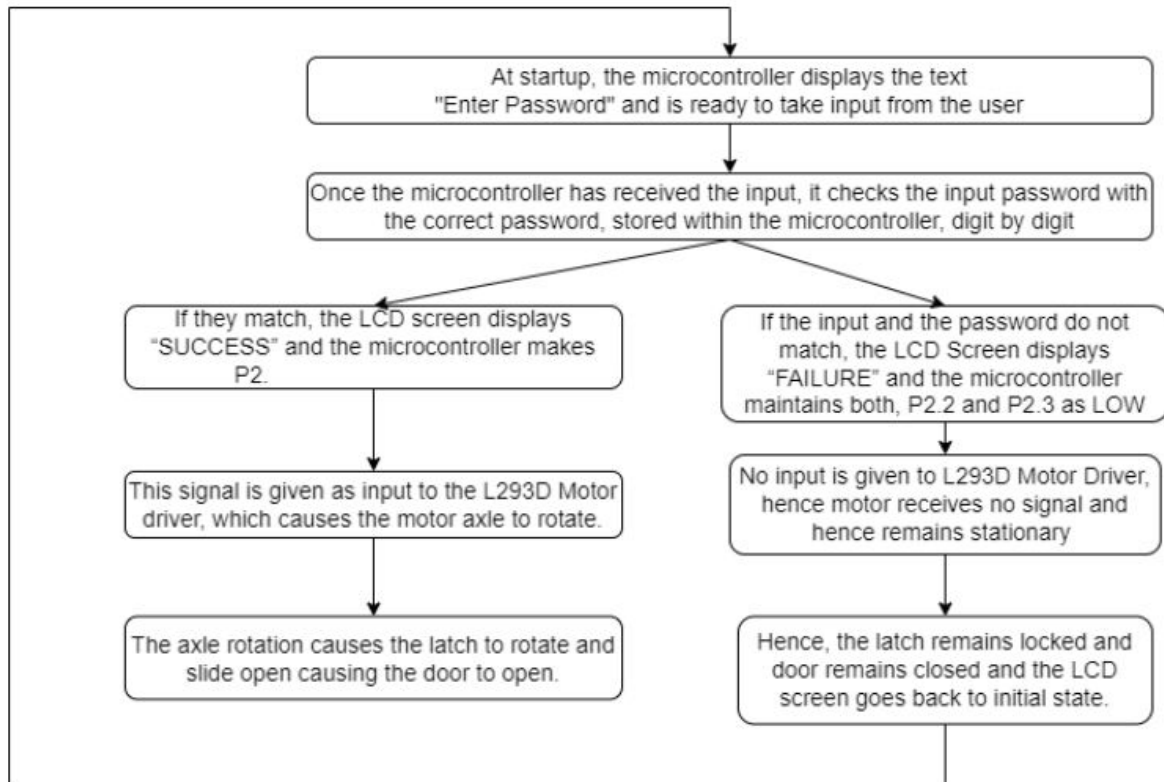 At startup, the microcontroller displays the text
"Enter Password" and is ready to take input from the user
Once the microcontroller has received the input, it checks the input password with
the correct password, stored within the microcontroller, digit by digit
If they match, the LCD screen displays
“SUCCESS” and the microcontroller makes
P2.
If the input and the password do not
match, the LCD Screen displays
“FAILURE” and the microcontroller
maintains both, P2.2 and P2.3 as LOW
This signal is given as input to the L293D Motor
driver, which causes the motor axle to rotate.
No input is given to L293D Motor Driver,
hence motor receives no signal and
hence remains stationary
The axle rotation causes the latch to rotate and
slide open causing the door to open.
Hence, the latch remains locked and
door remains closed and the LCD
screen goes back to initial state.